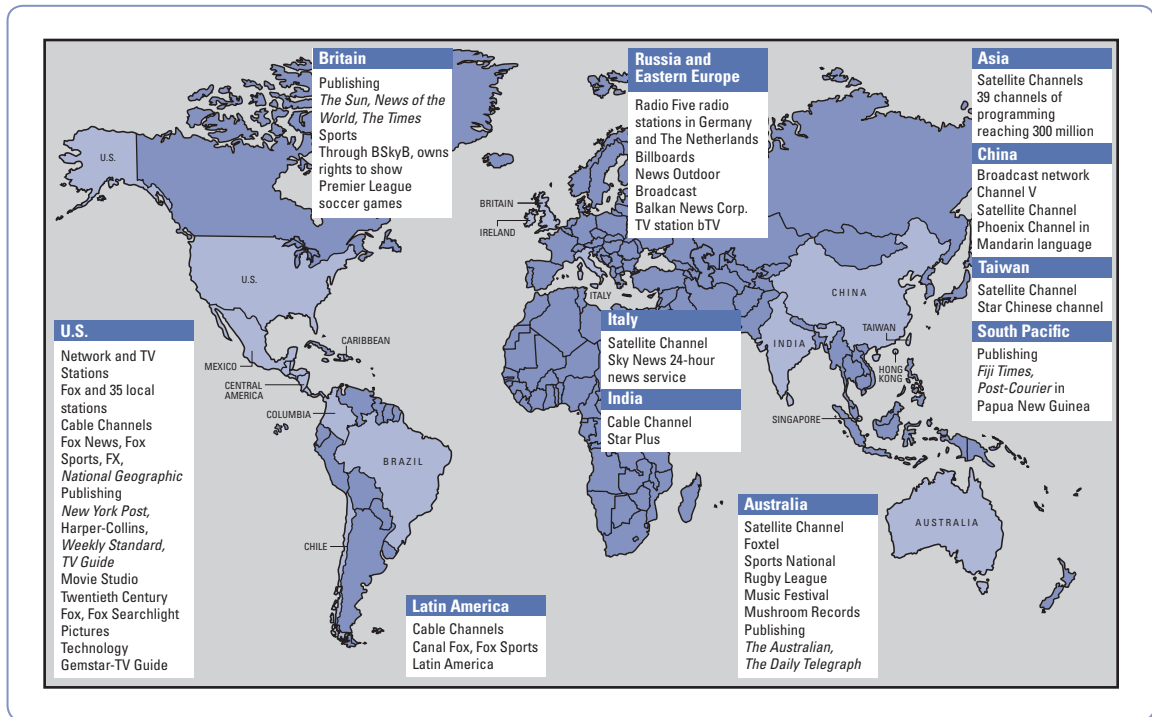 Britain
Publishing
The Sun, News of the
World, The Times
Sports
Through BSkyB, owns
rights to show
Premier League
soccer games
Russia and
Eastern Europe
Radio Five radio
stations in Germany
and The Netherlands
Billboards
News Outdoor
Broadcast
Balkan News Corp.
TV station bTV
Asia
Satellite Channels
39 channels of
programming
reaching 300 million
China
Broadcast network
Channel V
Satellite Channel
Phoenix Channel in
Mandarin language
Taiwan
Satellite Channel
Star Chinese channel
South Pacific
Publishing
Fiji Times,
Post-Courier in
Papua New Guinea
U.S.
U.S.
BRITAIN
IRELAND
ITALY
CHINA
TAIWAN
INDIA
HONG
KONG
SINGAPORE
MEXICO
CARIBBEAN
CENTRAL
AMERICA
COLUMBIA
BRAZIL
CHILE
AUSTRALIA
U.S.
Network and TV
Stations
Fox and 35 local
stations
Cable Channels
Fox News, Fox
Sports, FX,
National Geographic
Publishing
New York Post,
Harper-Collins,
Weekly Standard,
TV Guide
Movie Studio
Twentieth Century
Fox, Fox Searchlight
Pictures
Technology
Gemstar-TV Guide
Italy
Satellite Channel
Sky News 24-hour
news service
India
Cable Channel
Star Plus
Latin America
Cable Channels
Canal Fox, Fox Sports
Latin America
Australia
Satellite Channel
Foxtel
Sports National
Rugby League
Music Festival
Mushroom Records
Publishing
The Australian,
The Daily Telegraph